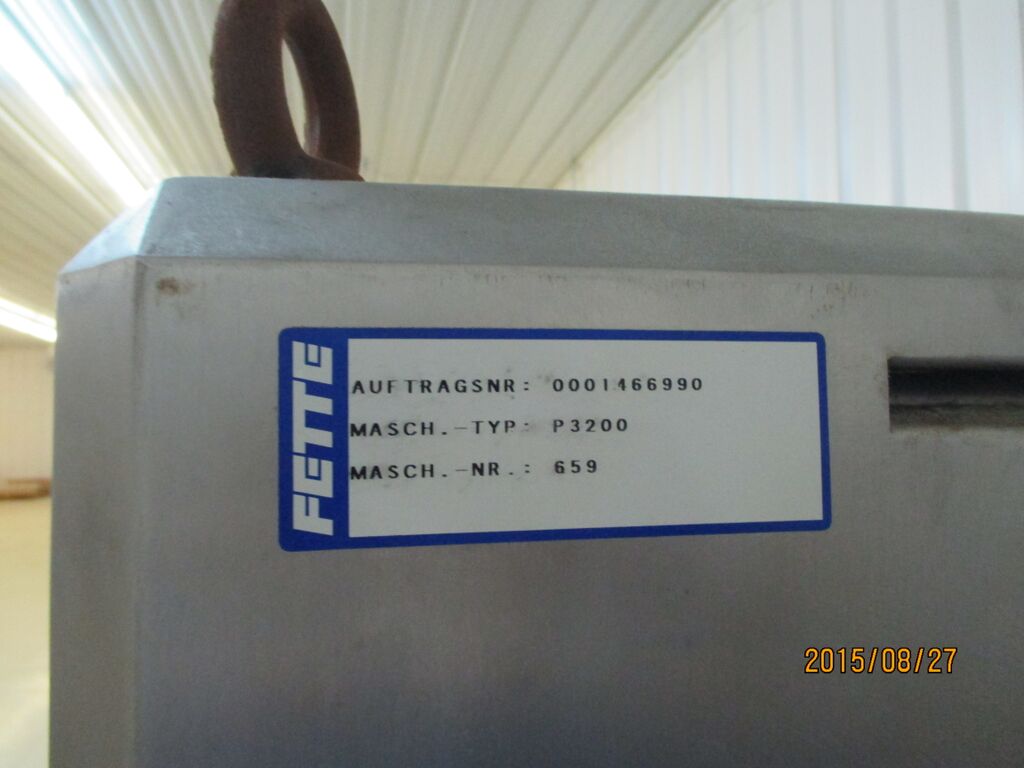 FETTE
AUFTRAGSNR: 0001466990
MASCH.-TYP: P3200
MASCH.-NR.: 659
2015/08/27